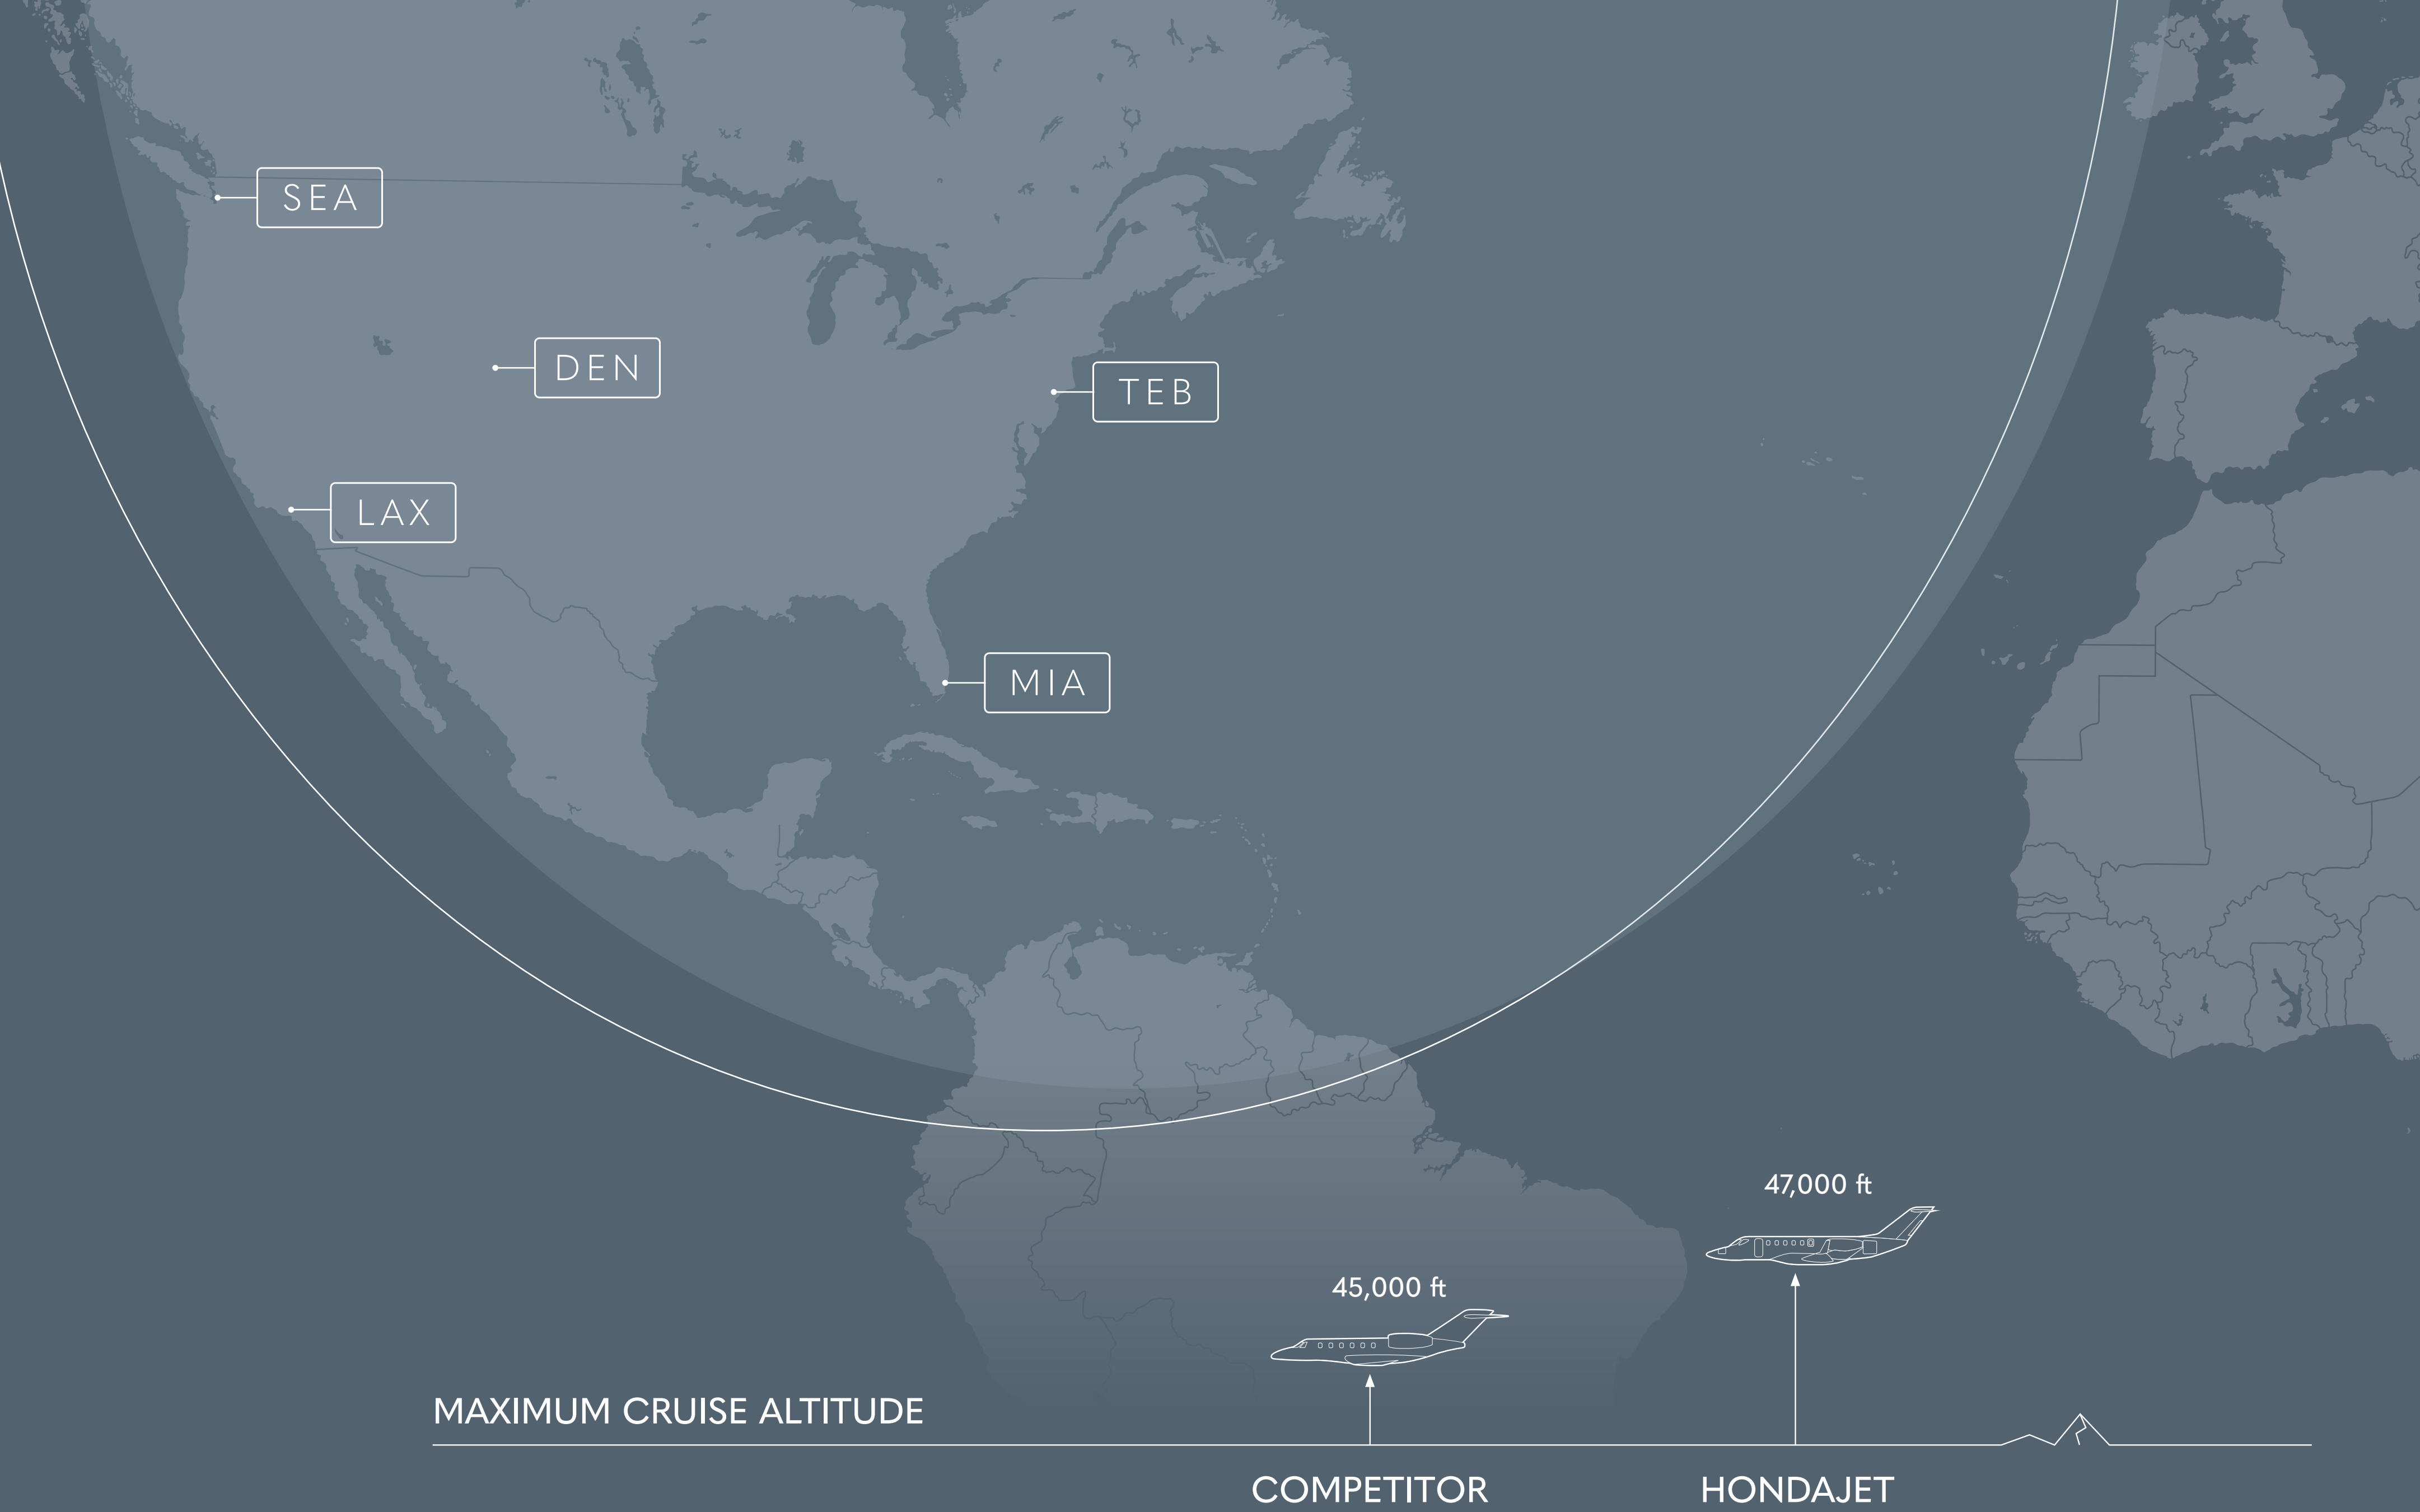 SEA
DEN
TEB
LAX
MIA
47,000 ft
45,000 ft
MAXIMUM CRUISE ALTITUDE
COMPETITOR
HONDAJET